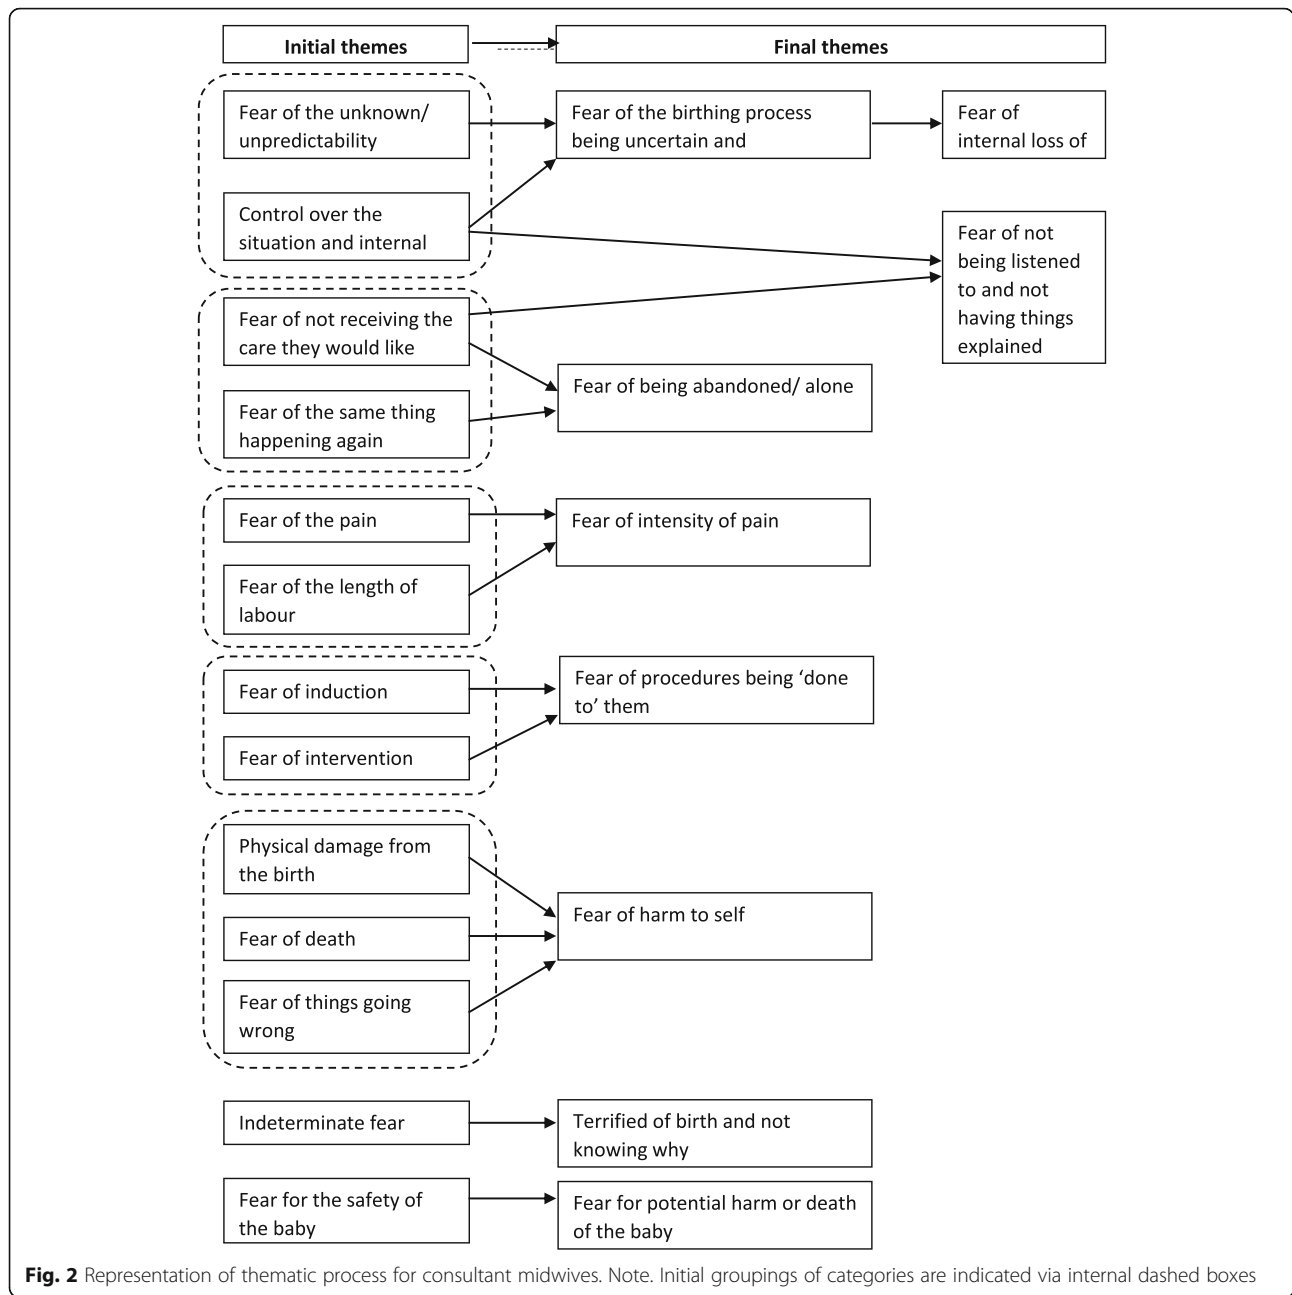 Initial themes
Final themes
Fear of the unknown/
unpredictability
Fear of the birthing process
being uncertain and
Fear of
internal loss of
Control over the
situation and internal
Fear of not
being listened
to and not
having things
explained
Fear of not receiving the
care they would like
Fear of being abandoned/ alone
Fear of the same thing
happening again
Fear of the pain
Fear of intensity of pain
Fear of the length of
labour
Fear of induction
Fear of procedures being ‘done
to’ them
Fear of intervention
Physical damage from
the birth
Fear of harm to self
Fear of death
Fear of things going
wrong
Indeterminate fear
Terrified of birth and not
knowing why
Fear for the safety of
the baby
Fear for potential harm or death
of the baby
Fig. 2 Representation of thematic process for consultant midwives. Note. Initial groupings of categories are indicated via internal dashed boxes